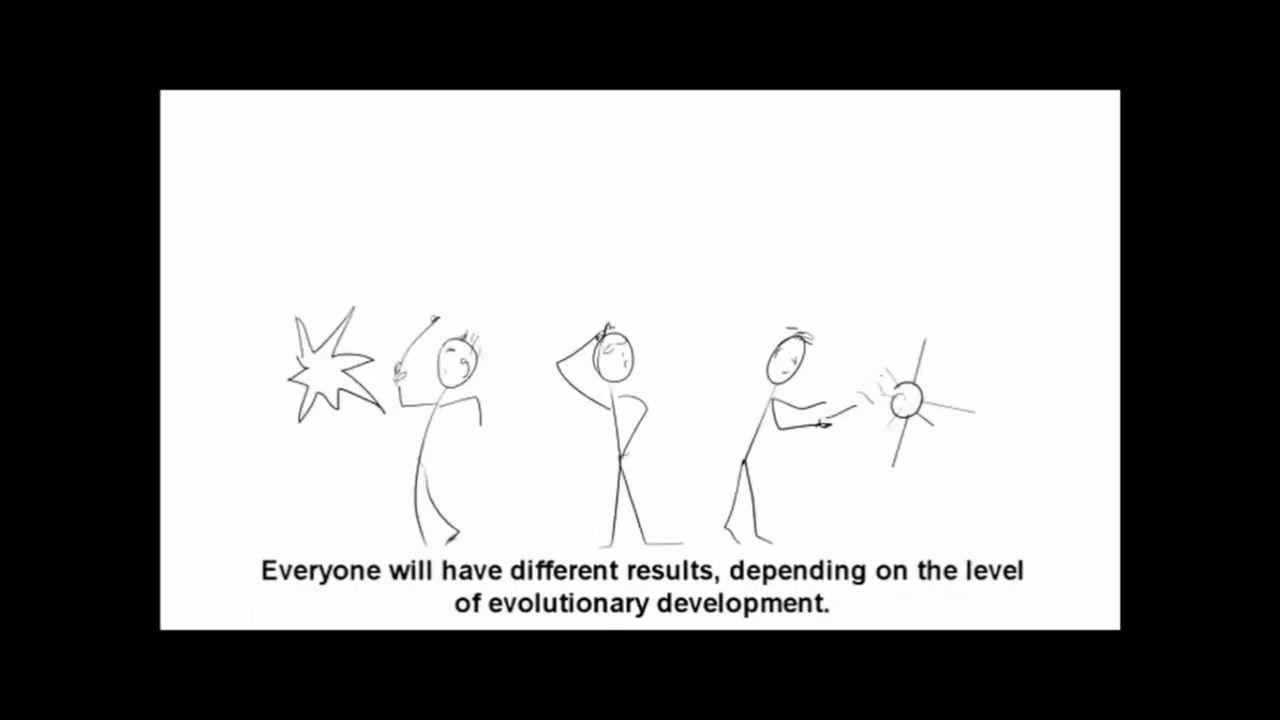 Everyone will have different results, depending on the level
of evolutionary development.